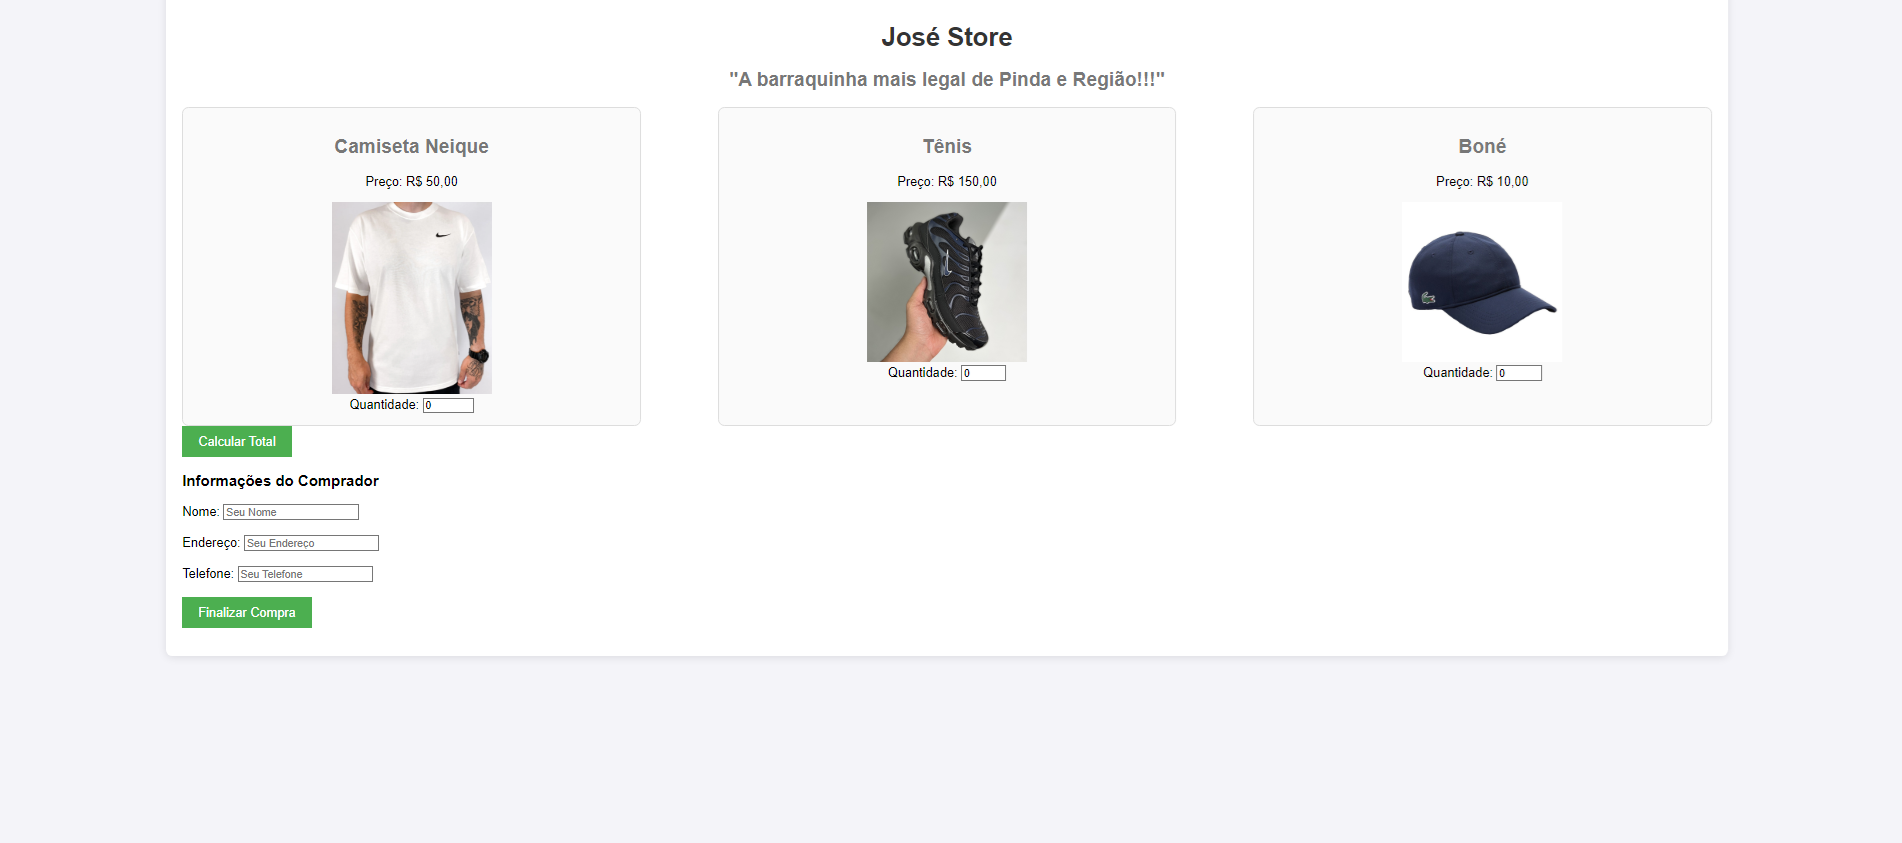 José Store
"A barraquinha mais legal de Pinda e Região!!!"
Camiseta Neique
Preço: R$ 50,00
Quantidade: 0
Tênis
Preço: R$ 150,00
Quantidade: 0
Boné
Preço: R$ 10,00
Quantidade: 0
Calcular Total
Informações do Comprador
Nome: Seu Nome
Endereço: Seu Endereço
Telefone: Seu Telefone
Finalizar Compra